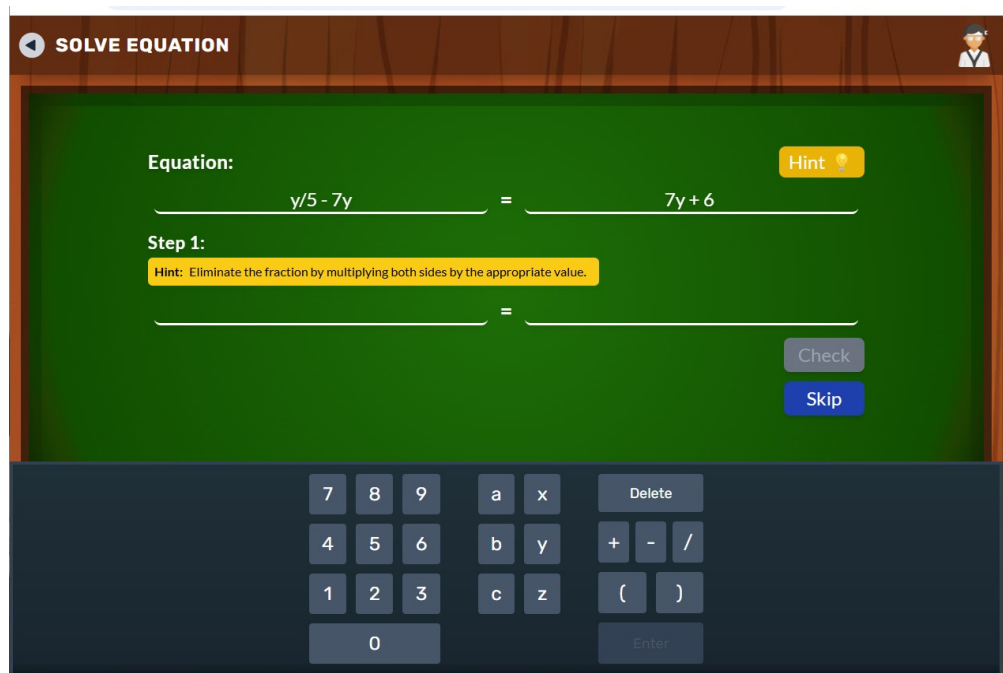 SOLVE EQUATION
Equation:
Hint
y/5 - 7y = 7y + 6
Step 1:
Hint: Eliminate the fraction by multiplying both sides by the appropriate value.
=
Check
Skip
7 8 9 a x Delete
4 5 6 b y + - /
1 2 3 c z ( )
0 Enter